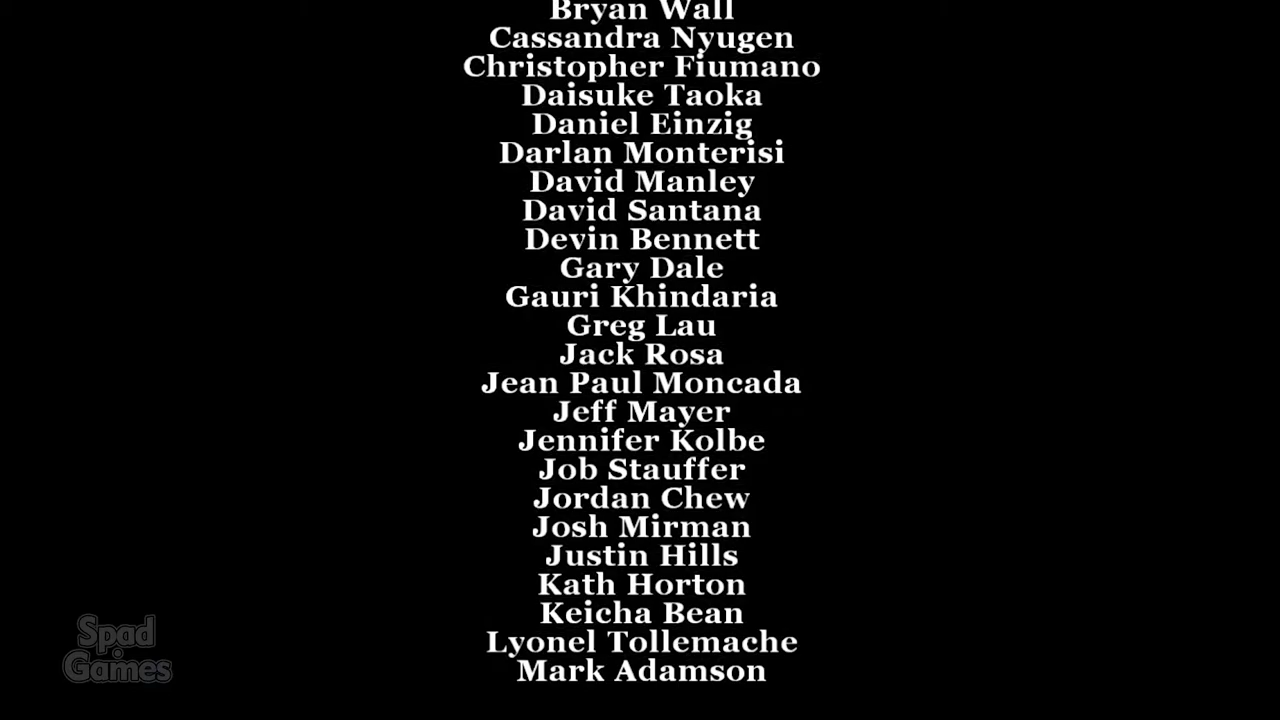 Bryan Wall
Cassandra Nyugen
Christopher Fiumano
Daisuke Taoka
Daniel Einzig
Darlan Monterisi
David Manley
David Santana
Devin Bennett
Gary Dale
Gauri Khindaria
Greg Lau
Jack Rosa
Jean Paul Moncada
Jeff Mayer
Jennifer Kolbe
Job Stauffer
Jordan Chew
Josh Mirman
Justin Hills
Kath Horton
Keicha Bean
Lyonel Tollemache
Mark Adamson
Spad
Games